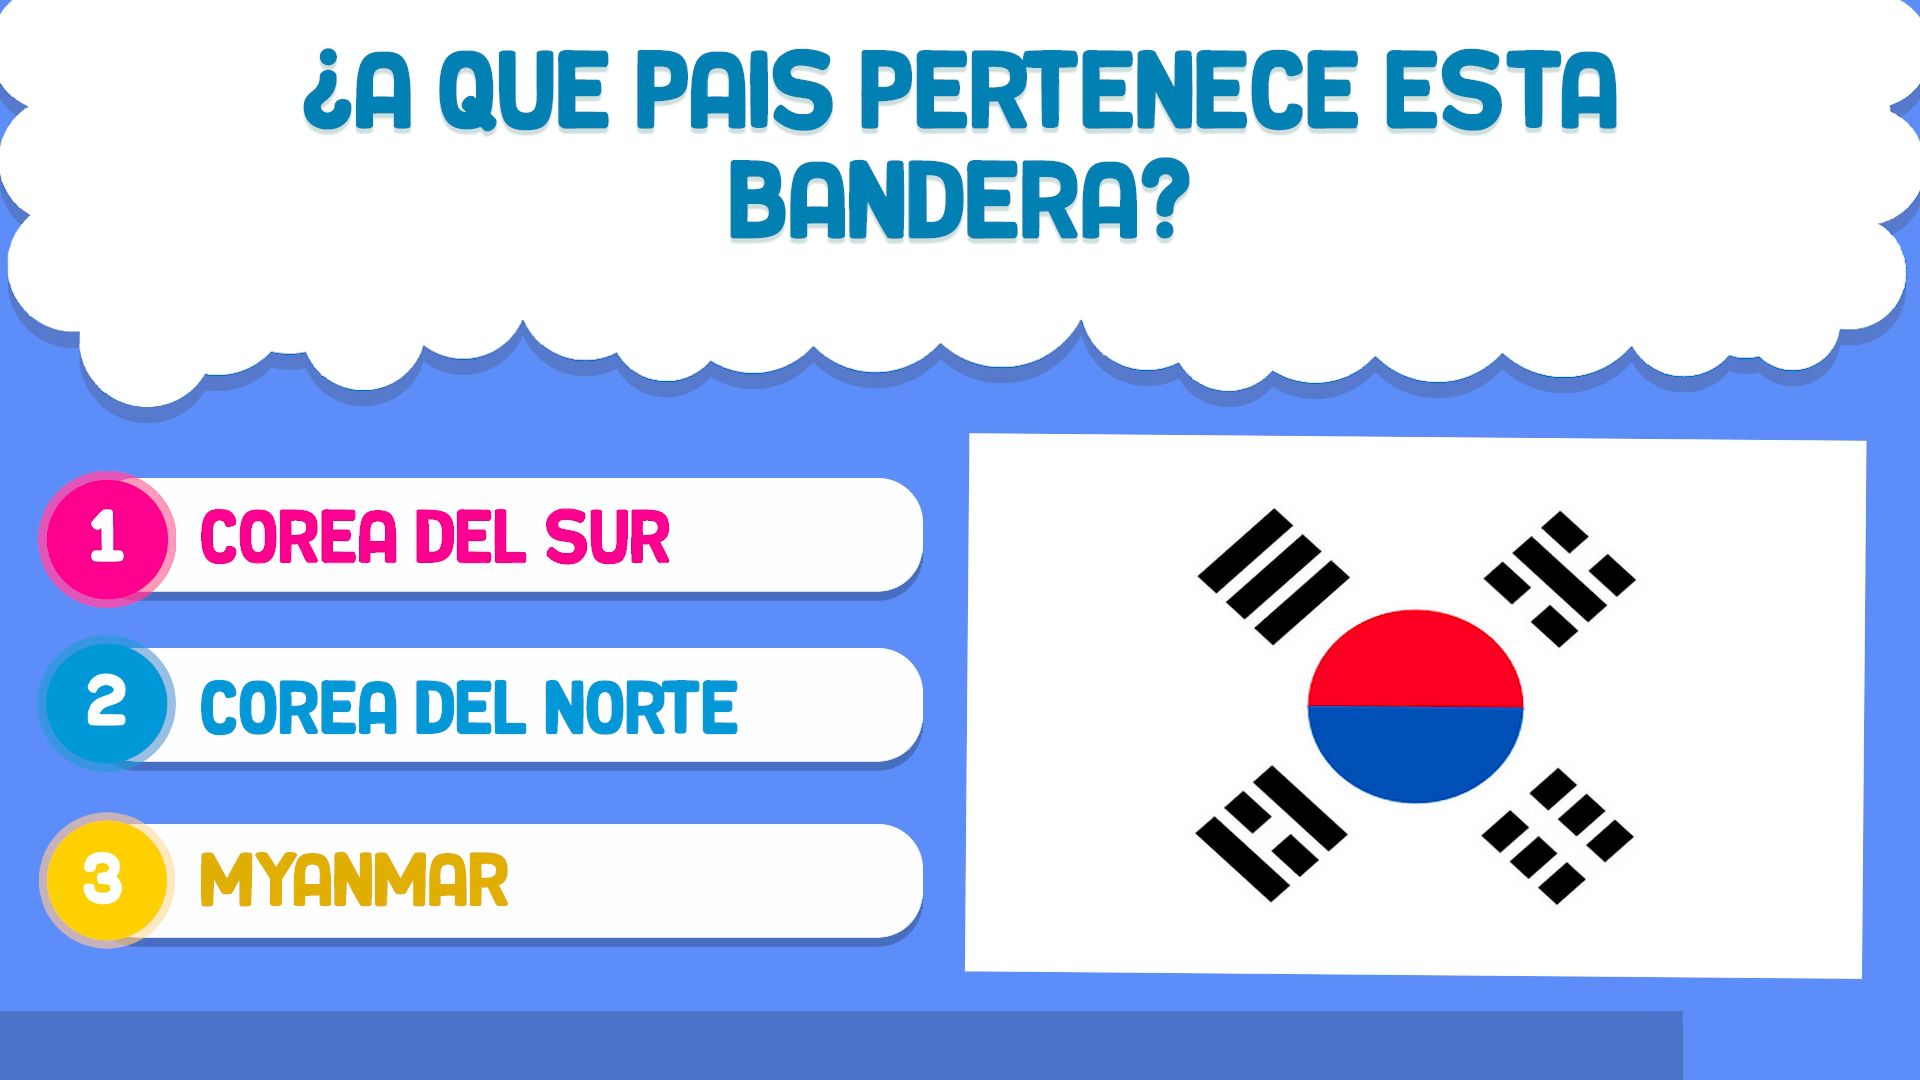 ¿A QUE PAIS PERTENECE ESTA
BANDERA?
1 COREA DEL SUR
2 COREA DEL NORTE
3 MYANMAR